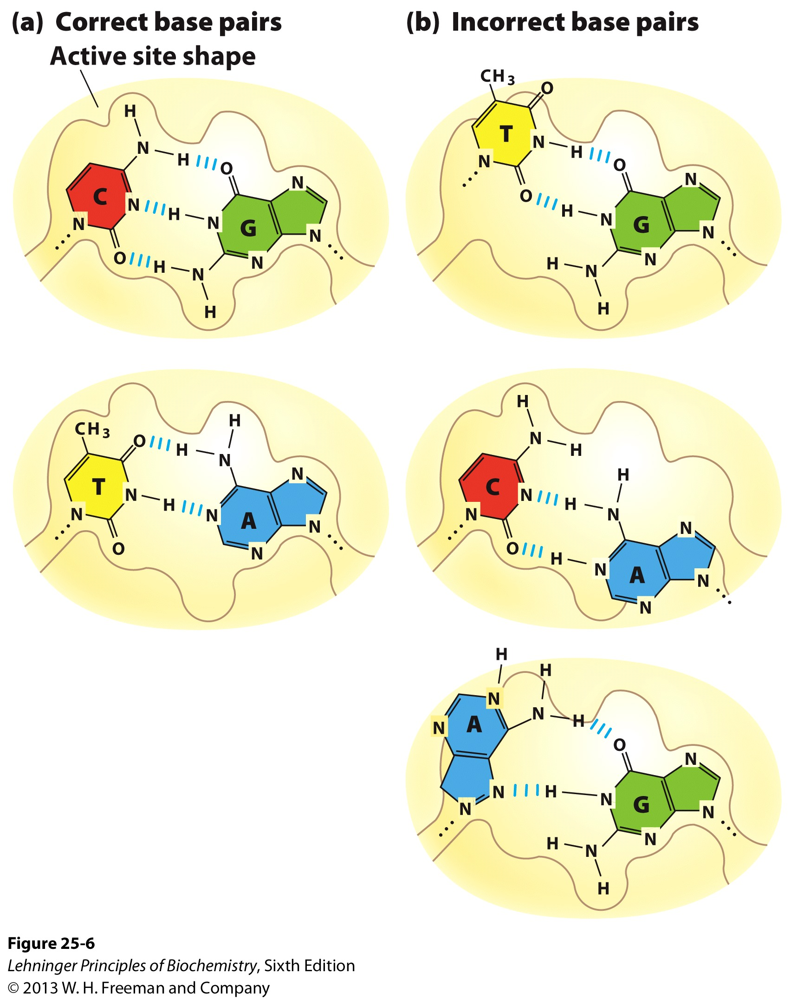 (a) Correct base pairs
Active site shape
H
N
H
O
N
C
N
H
N
G
N
N
O
H
N
N
H
CH3
O
H
H
N
N
T
N
H
N
A
N
N
O
N
(b) Incorrect base pairs
CH3
O
T
N
H
O
N
N
O
H
N
G
N
H
N
N
H
H
N
H
C
N
H
H
N
N
N
O
H
N
A
N
N
H
H
N
N
H
A
N
O
N
N
H
N
G
N
N
H
N
N
H
Figure 25-6
Lehninger Principles of Biochemistry, Sixth Edition
© 2013 W. H. Freeman and Company